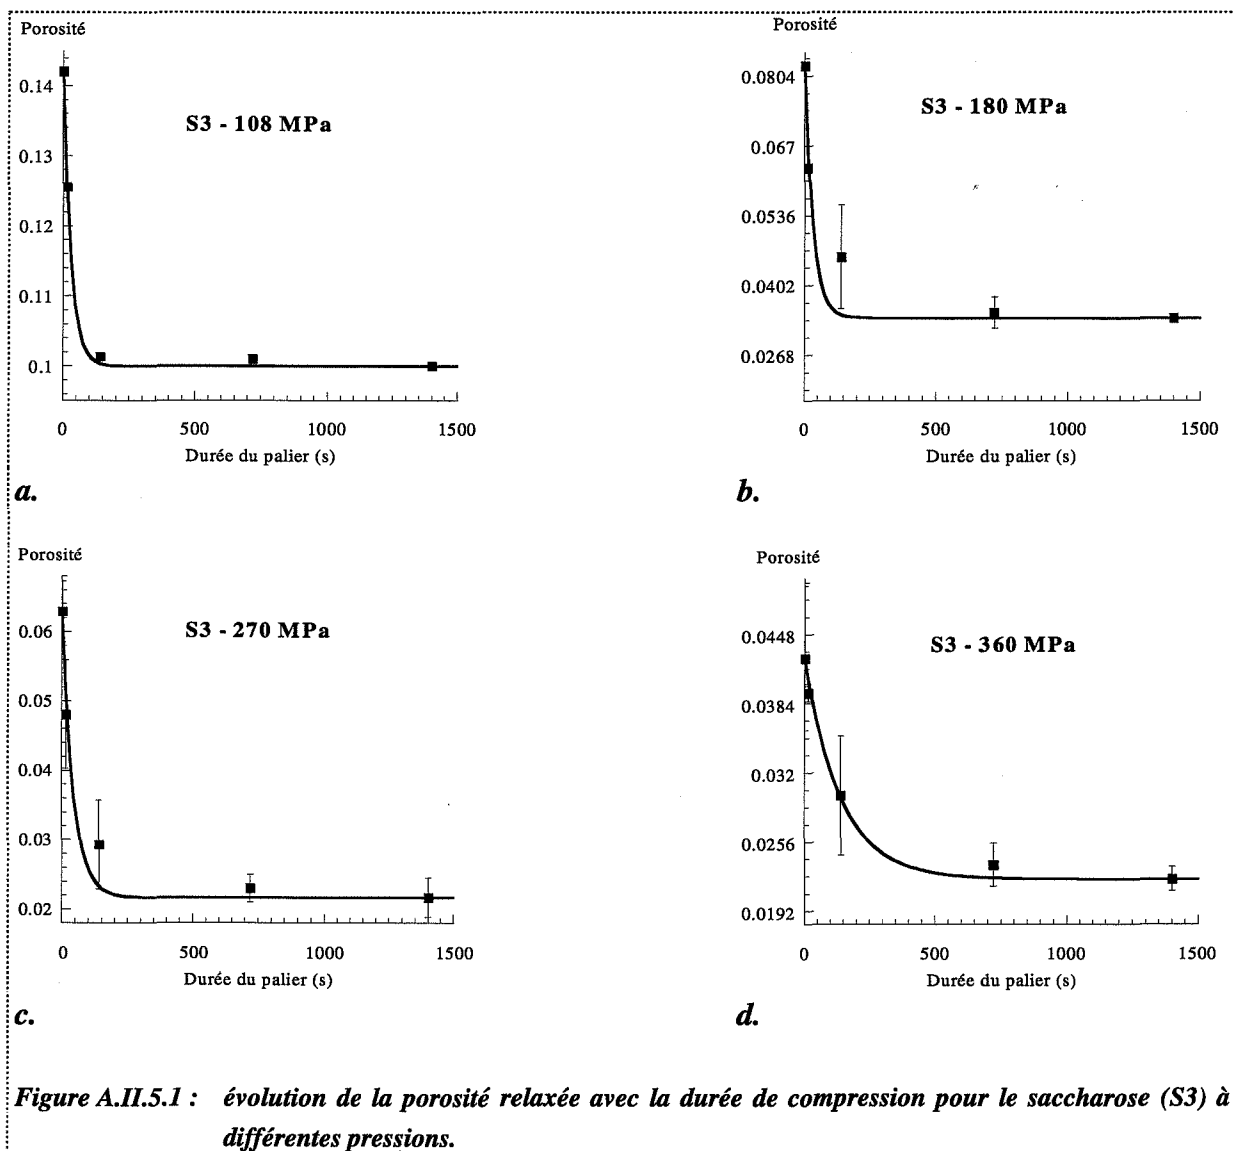 Porosité
0.14
0.13
0.12
0.11
0.1
S3 - 108 MPa
0 500 1000 1500
Durée du palier (s)
a.
Porosité
0.0804
0.067
0.0536
0.0402
0.0268
S3 - 180 MPa
0 500 1000 1500
Durée du palier (s)
b.
Porosité
0.06
0.05
0.04
0.03
0.02
S3 - 270 MPa
0 500 1000 1500
Durée du palier (s)
c.
Porosité
0.0448
0.0384
0.032
0.0256
0.0192
S3 - 360 MPa
0 500 1000 1500
Durée du palier (s)
d.
Figure A.II.5.1 : évolution de la porosité relaxée avec la durée de compression pour le saccharose (S3) à
différentes pressions.